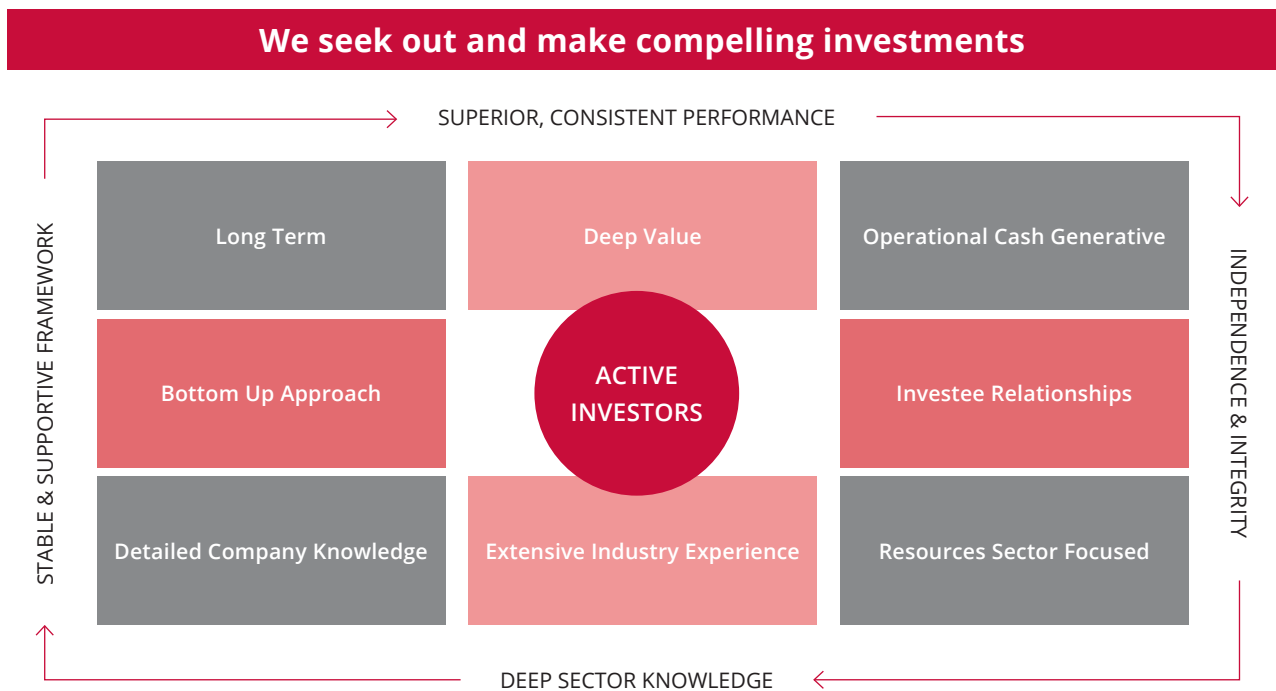 We seek out and make compelling investments
SUPERIOR, CONSISTENT PERFORMANCE
STABLE & SUPPORTIVE FRAMEWORK
Long Term
Deep Value
Operational Cash Generative
Bottom Up Approach
ACTIVE
INVESTORS
Investee Relationships
Detailed Company Knowledge
Extensive Industry Experience
Resources Sector Focused
INDEPENDENCE & INTEGRITY
DEEP SECTOR KNOWLEDGE